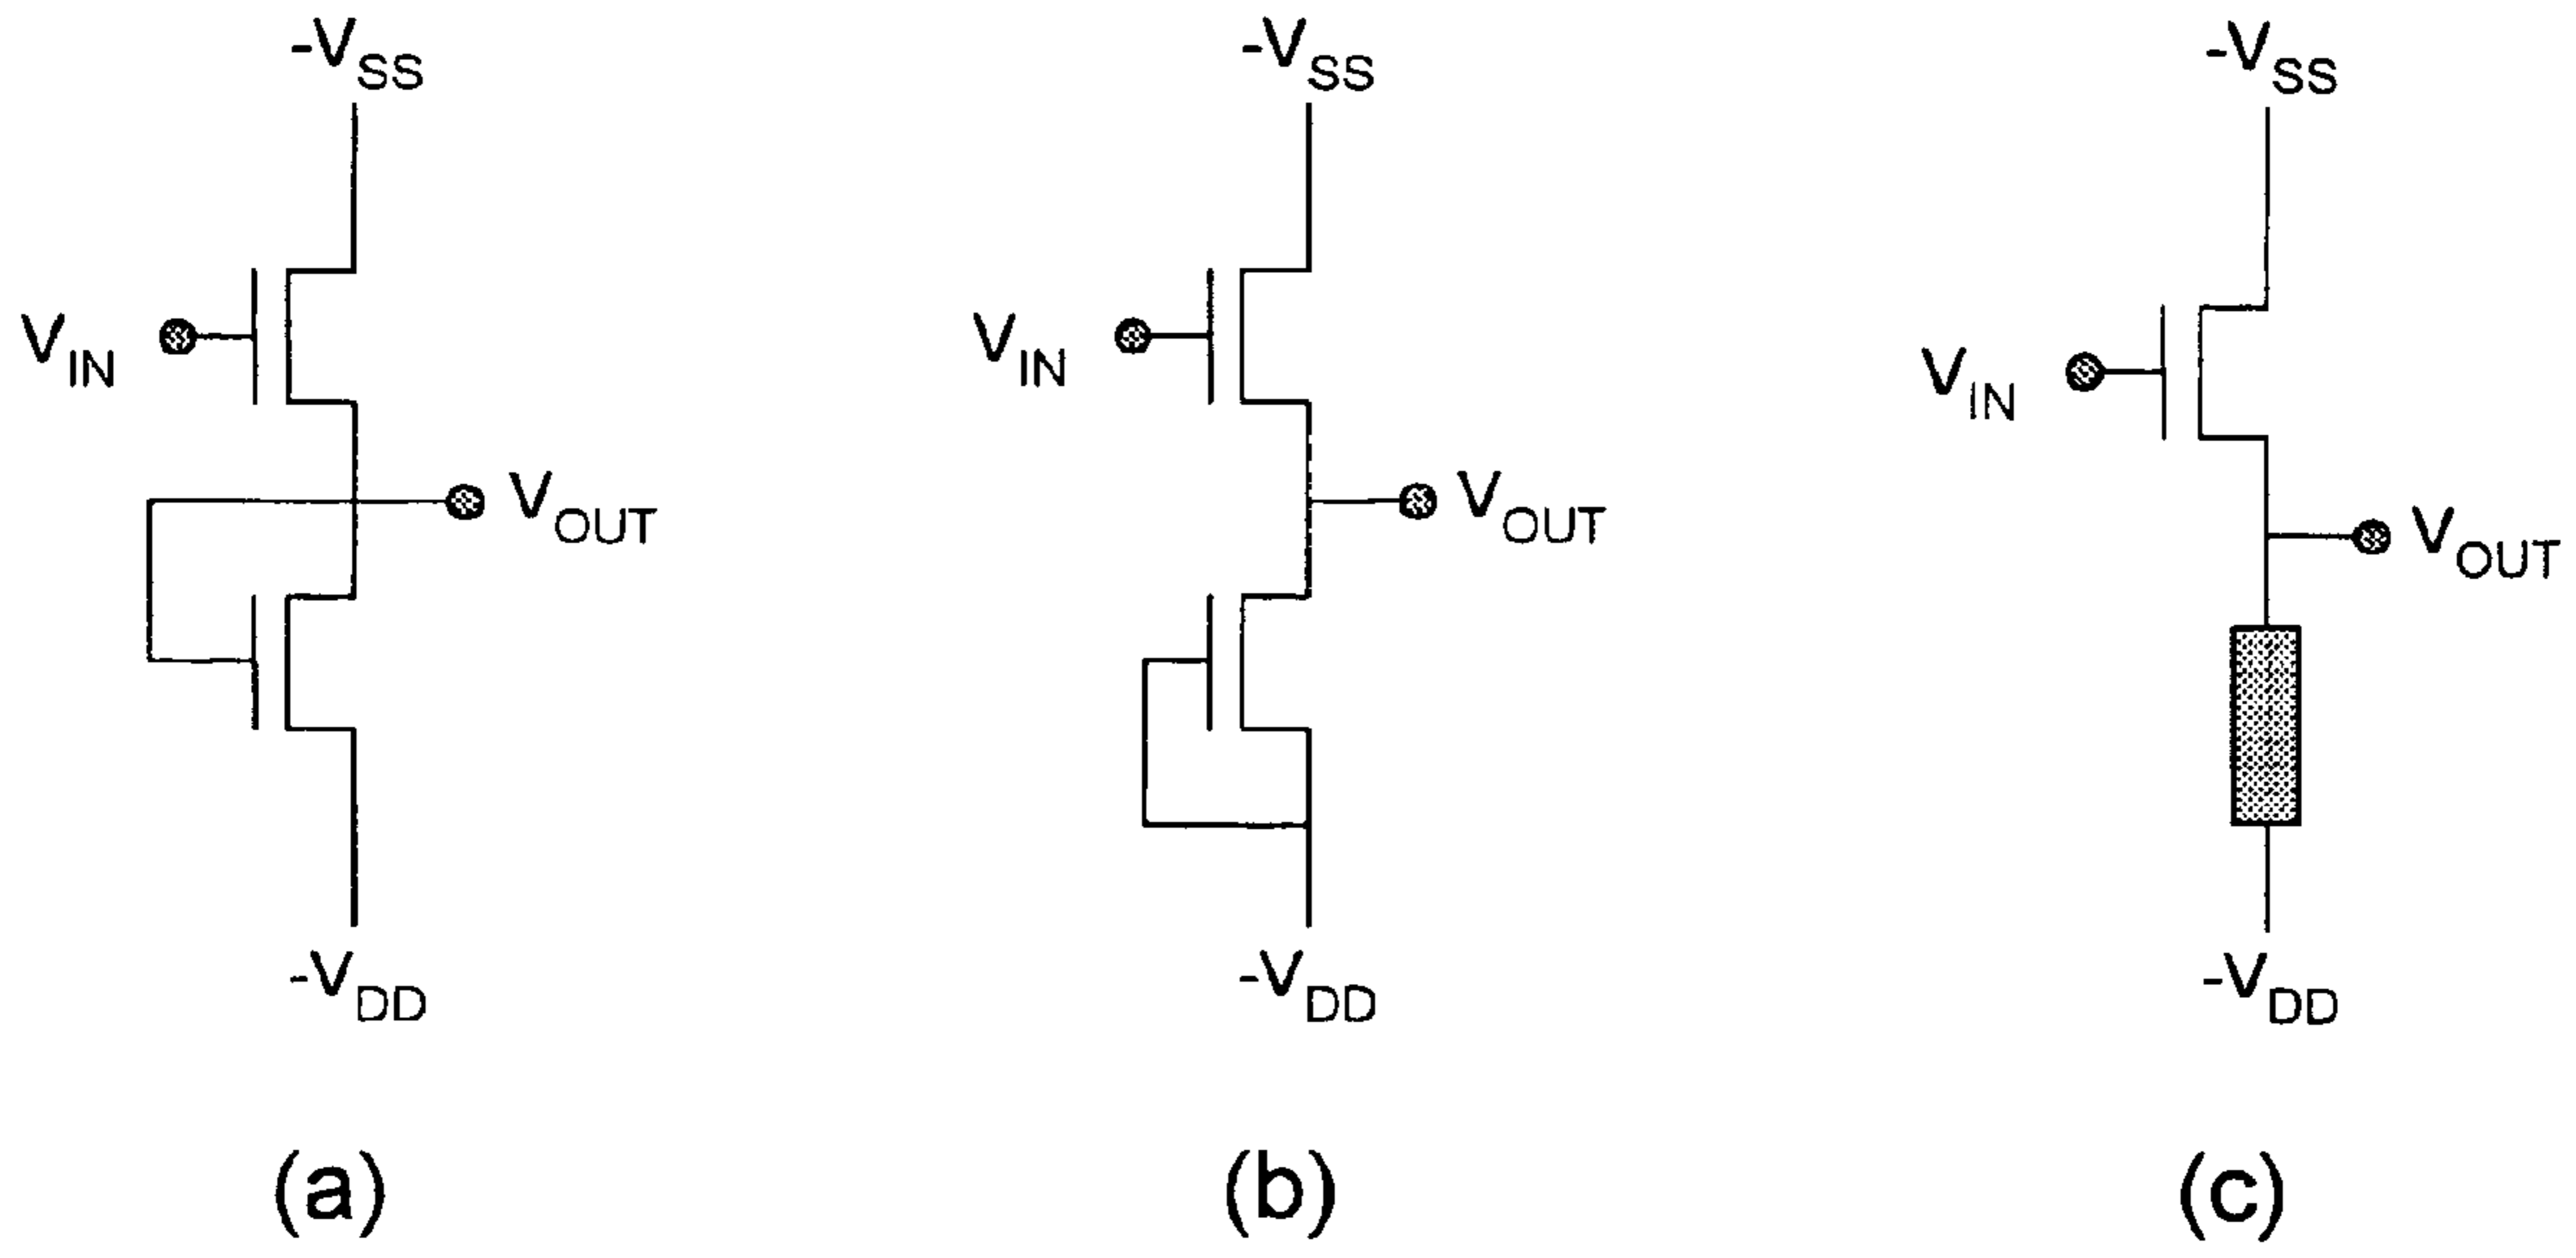 -VSS -VSS -VSS
VIN VIN VIN
VOUT VOUT VOUT
-VDD -VDD -VDD
(a) (b) (c)